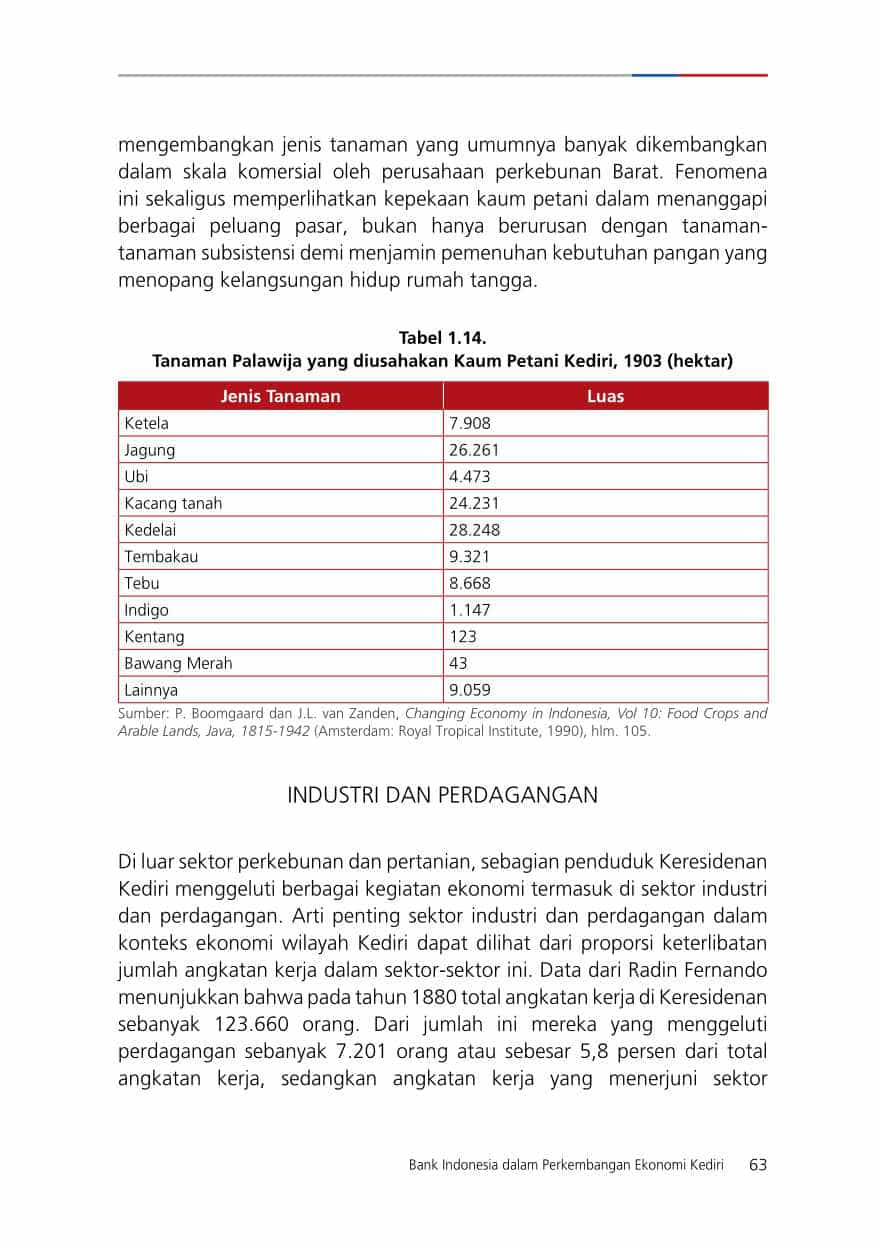 mengembangkan jenis tanaman yang umumnya banyak dikembangkan
dalam skala komersial oleh perusahaan perkebunan Barat. Fenomena
ini sekaligus memperlihatkan kepekaan kaum petani dalam menanggapi
berbagai peluang pasar, bukan hanya berurusan dengan tanaman-
tanaman subsistensi demi menjamin pemenuhan kebutuhan pangan yang
menopang kelangsungan hidup rumah tangga.
Tabel 1.14.
Tanaman Palawija yang diusahakan Kaum Petani Kediri, 1903 (hektar)
Jenis Tanaman Luas
Ketela 7.908
Jagung 26.261
Ubi 4.473
Kacang tanah 24.231
Kedelai 28.248
Tembakau 9.321
Tebu 8.668
Indigo 1.147
Kentang 123
Bawang Merah 43
Lainnya 9.059
Sumber: P. Boomgaard dan J.L. van Zanden, Changing Economy in Indonesia, Vol 10: Food Crops and
Arable Lands, Java, 1815-1942 (Amsterdam: Royal Tropical Institute, 1990), hlm. 105.
INDUSTRI DAN PERDAGANGAN
Di luar sektor perkebunan dan pertanian, sebagian penduduk Keresidenan
Kediri menggeluti berbagai kegiatan ekonomi termasuk di sektor industri
dan perdagangan. Arti penting sektor industri dan perdagangan dalam
konteks ekonomi wilayah Kediri dapat dilihat dari proporsi keterlibatan
jumlah angkatan kerja dalam sektor-sektor ini. Data dari Radin Fernando
menunjukkan bahwa pada tahun 1880 total angkatan kerja di Keresidenan
sebanyak 123.660 orang. Dari jumlah ini mereka yang menggeluti
perdagangan sebanyak 7.201 orang atau sebesar 5,8 persen dari total
angkatan kerja, sedangkan angkatan kerja yang menerjuni sektor
Bank Indonesia dalam Perkembangan Ekonomi Kediri 63